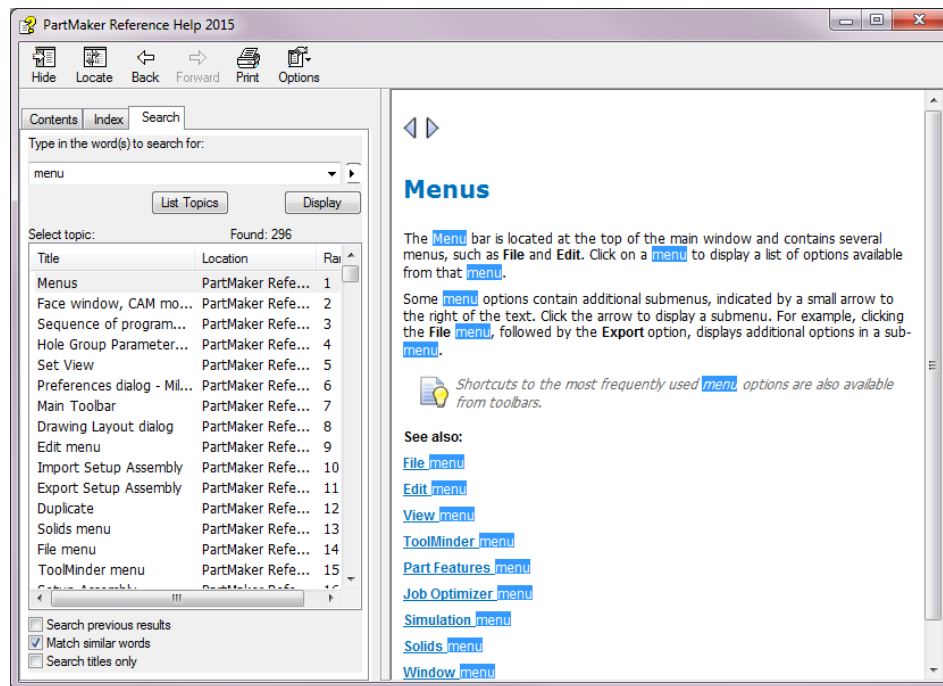 PartMaker Reference Help 2015
Hide Locate Back Forward Print Options
Contents Index Search
Type in the word(s) to search for:
menu
List Topics Display
Select topic: Found: 296
Title Location
Menus PartMaker Refe... 1
Face window, CAM mo... PartMaker Refe... 2
Sequence of program... PartMaker Refe... 3
Hole Group Parameter... PartMaker Refe... 4
Set View PartMaker Refe... 5
Preferences dialog - Mil... PartMaker Refe... 6
Main Toolbar PartMaker Refe... 7
Drawing Layout dialog PartMaker Refe... 8
Edit menu PartMaker Refe... 9
Import Setup Assembly PartMaker Refe... 10
Export Setup Assembly PartMaker Refe... 11
Duplicate PartMaker Refe... 12
Solids menu PartMaker Refe... 13
File menu PartMaker Refe... 14
ToolMinder menu PartMaker Refe... 15
Search previous results
Match similar words
Search titles only
Menus
The Menu bar is located at the top of the main window and contains several
menus, such as File and Edit. Click on a menu to display a list of options available
from that menu.
Some menu options contain additional submenus, indicated by a small arrow to
the right of the text. Click the arrow to display a submenu. For example, clicking
the File menu, followed by the Export option, displays additional options in a sub-
menu.
Shortcuts to the most frequently used menu options are also available
from toolbars.
See also:
File menu
Edit menu
View menu
ToolMinder menu
Part Features menu
Job Optimizer menu
Simulation menu
Solids menu
Window menu